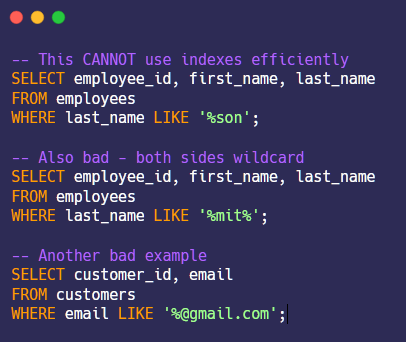 -- This CANNOT use indexes efficiently
SELECT employee_id, first_name, last_name
FROM employees
WHERE last_name LIKE '%son';
-- Also bad - both sides wildcard
SELECT employee_id, first_name, last_name
FROM employees
WHERE last_name LIKE '%mit%';
-- Another bad example
SELECT customer_id, email
FROM customers
WHERE email LIKE '%@gmail.com';